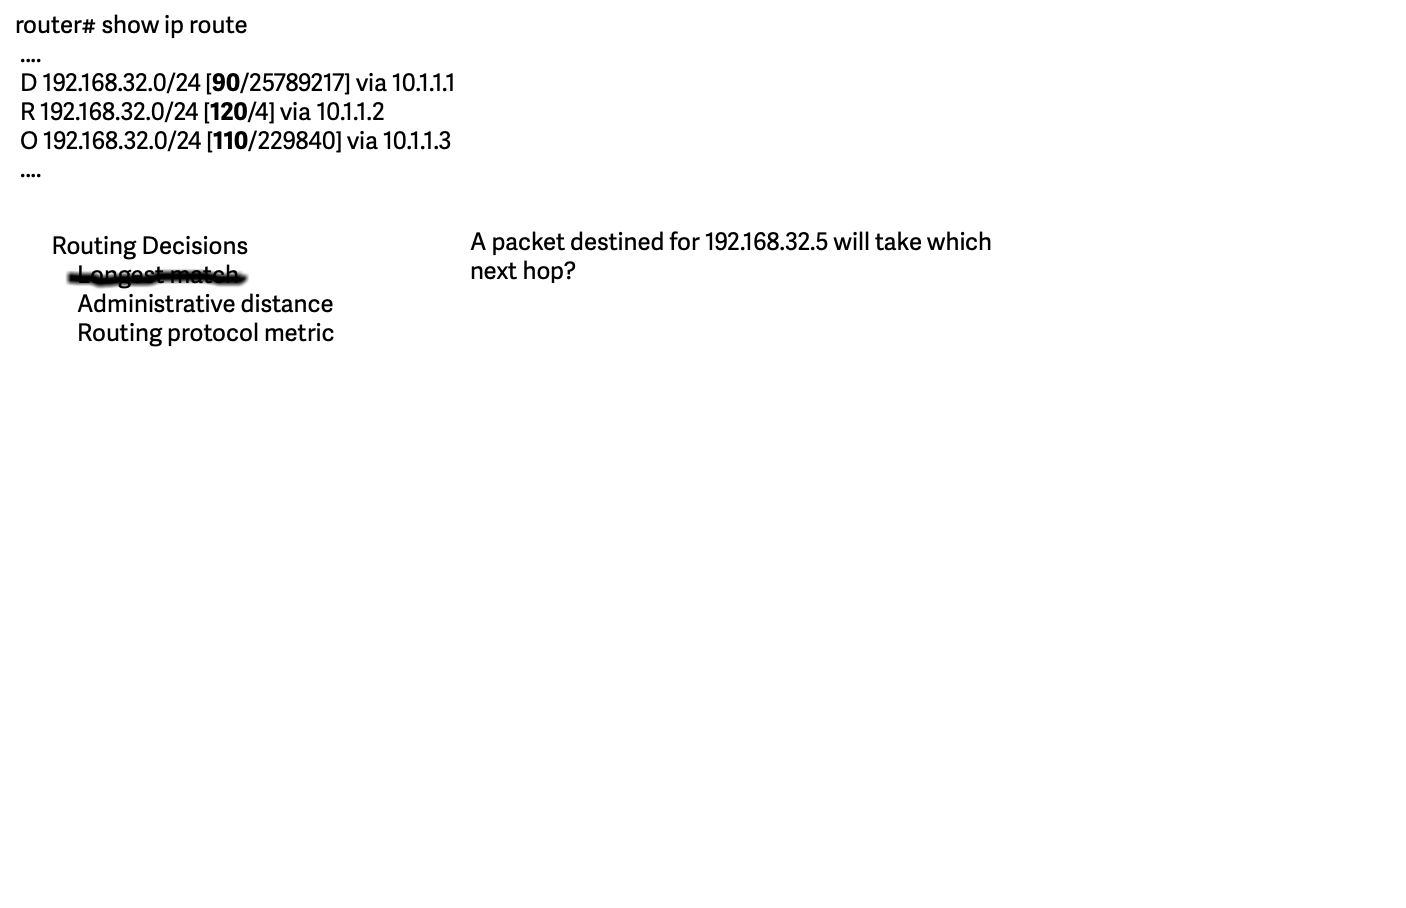 router# show ip route
....
D 192.168.32.0/24 [90/25789217] via 10.1.1.1
R 192.168.32.0/24 [120/4] via 10.1.1.2
O 192.168.32.0/24 [110/229840] via 10.1.1.3
....
Routing Decisions
Longest match
Administrative distance
Routing protocol metric
A packet destined for 192.168.32.5 will take which
next hop?